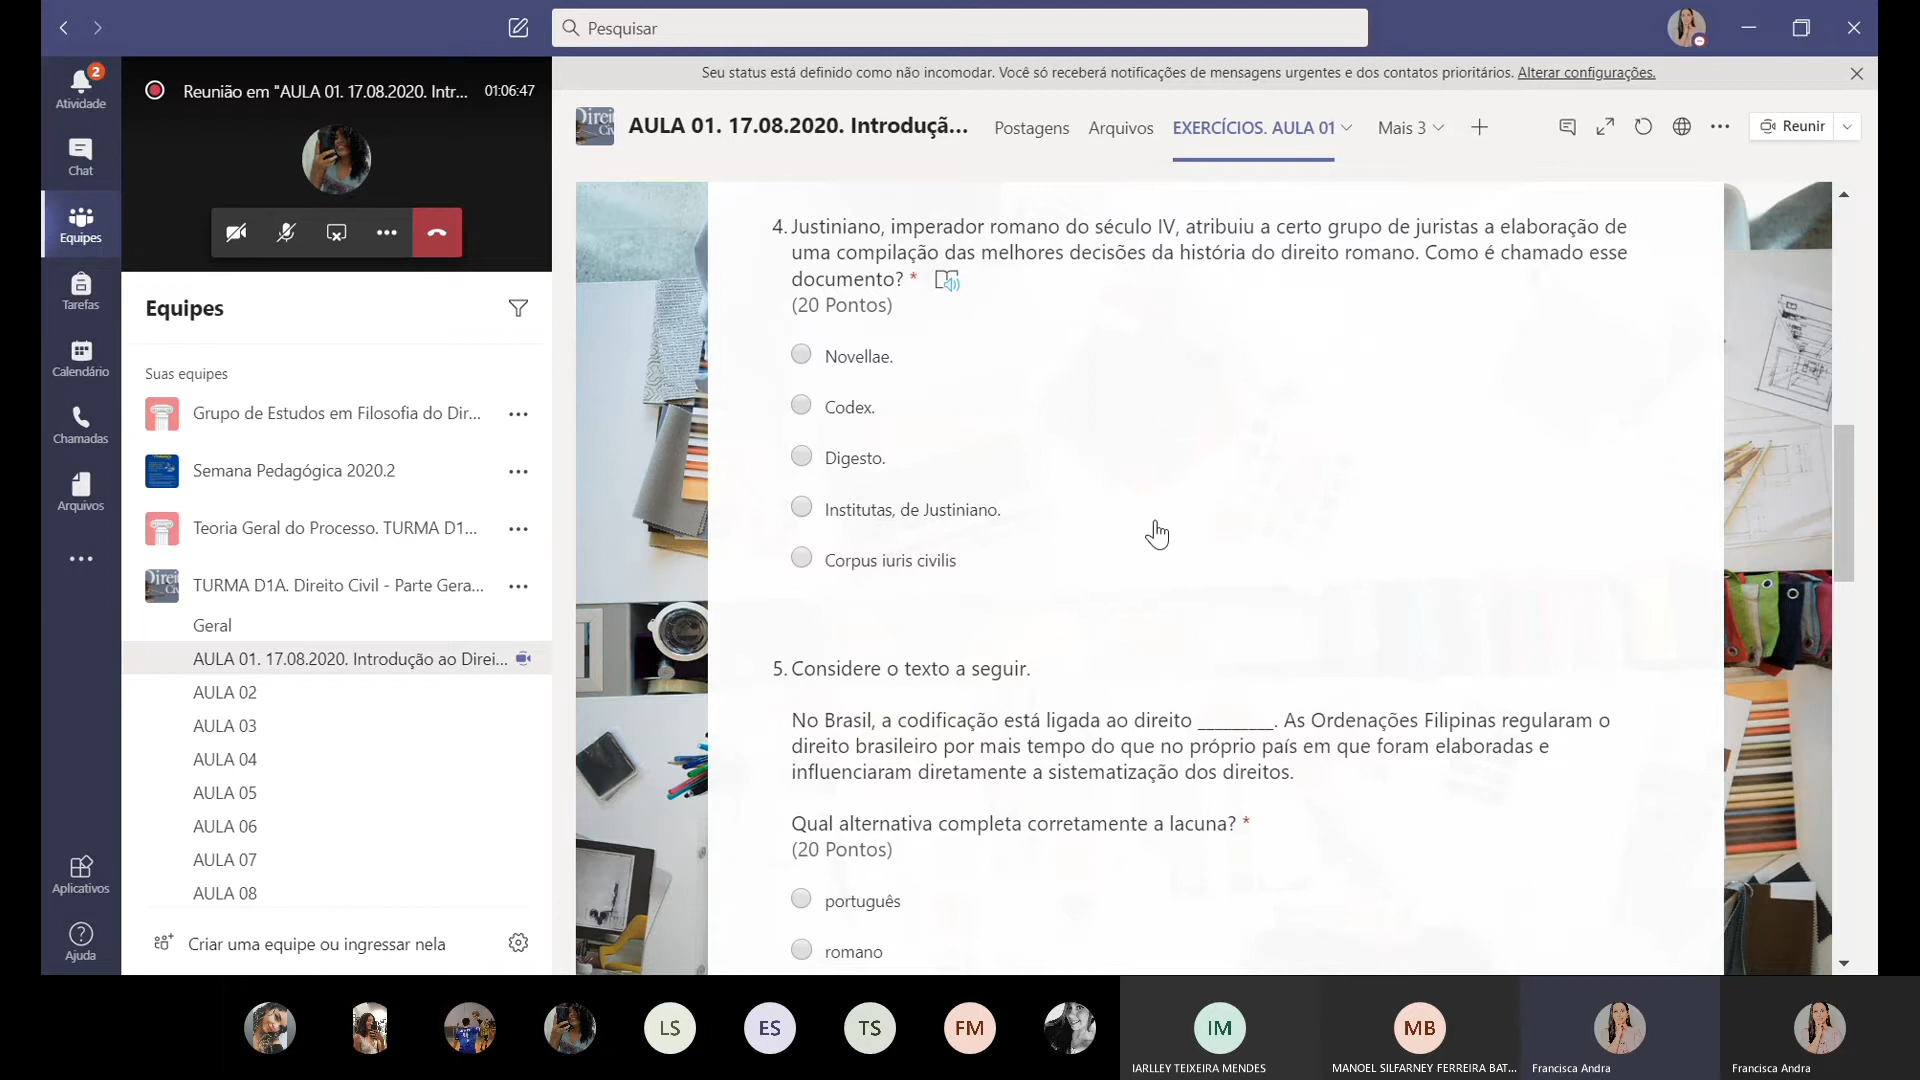 Pesquisar
Seu status está definido como não incomodar. Você só receberá notificações de mensagens urgentes e dos contatos prioritários. Alterar configurações.
2
Atividade
Chat
Equipes
Tarefas
Calendário
Chamadas
Arquivos
Aplicativos
Ajuda
Reunião em "AULA 01. 17.08.2020. Intr...
01:06:47
Equipes
Suas equipes
Grupo de Estudos em Filosofia do Dir...
Semana Pedagógica 2020.2
Teoria Geral do Processo. TURMA D1...
TURMA D1A. Direito Civil - Parte Gera...
Geral
AULA 01. 17.08.2020. Introdução ao Direi...
AULA 02
AULA 03
AULA 04
AULA 05
AULA 06
AULA 07
AULA 08
Criar uma equipe ou ingressar nela
AULA 01. 17.08.2020. Introduçã...
Postagens
Arquivos
EXERCÍCIOS. AULA 01
Mais 3
Reunir
4. Justiniano, imperador romano do século IV, atribuiu a certo grupo de juristas a elaboração de
uma compilação das melhores decisões da história do direito romano. Como é chamado esse
documento? *
(20 Pontos)
Novellae.
Codex.
Digesto.
Institutas, de Justiniano.
Corpus iuris civilis
5. Considere o texto a seguir.
No Brasil, a codificação está ligada ao direito _________. As Ordenações Filipinas regularam o
direito brasileiro por mais tempo do que no próprio país em que foram elaboradas e
influenciaram diretamente a sistematização dos direitos.
Qual alternativa completa corretamente a lacuna? *
(20 Pontos)
português
romano
LS
ES
TS
FM
IM
IARLLEY TEIXEIRA MENDES
MB
MANOEL SILFARNEY FERREIRA BAT...
Francisca Andra
Francisca Andra